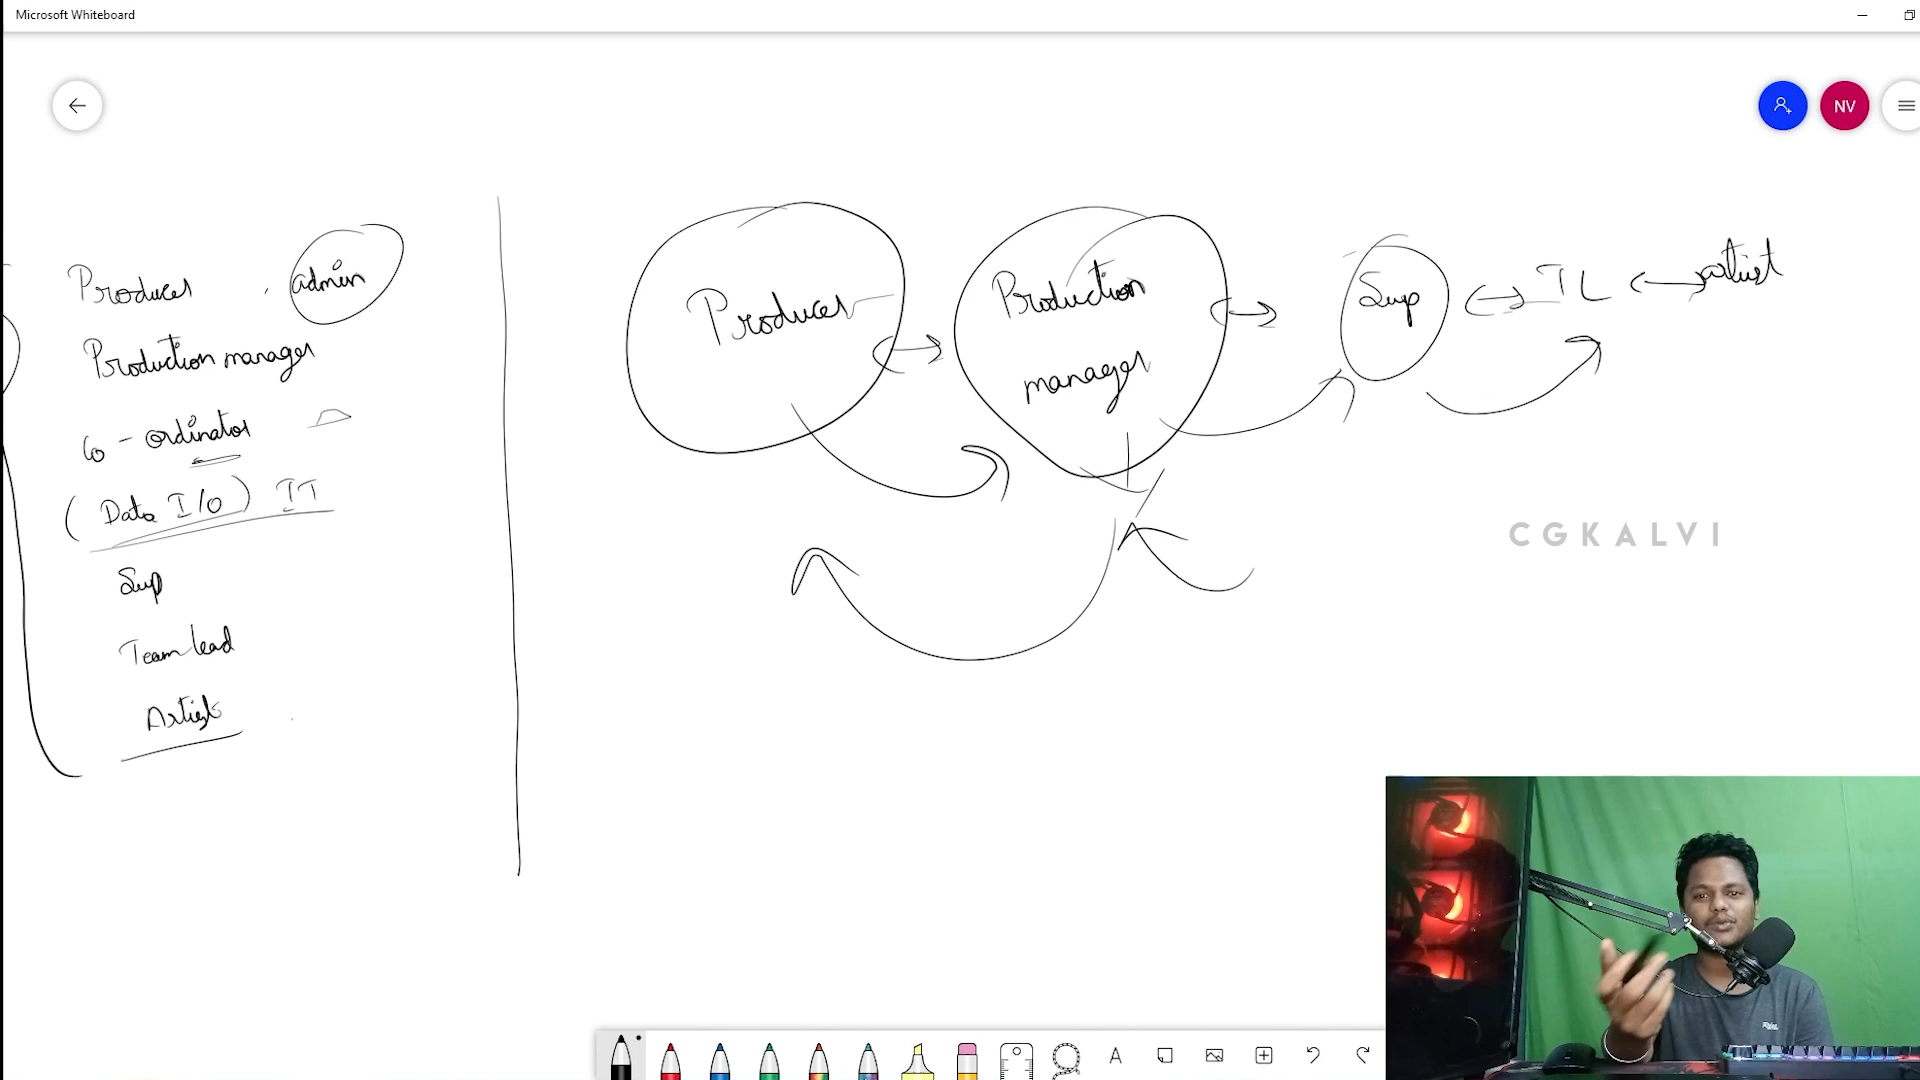 Microsoft Whiteboard
NV
Producer
admin
Production manager
Co-ordinator
(Data I/O) IT
Sup
Team lead
Artist
Producer
Production
manager
Sup
TL
artist
CGKALVI
A